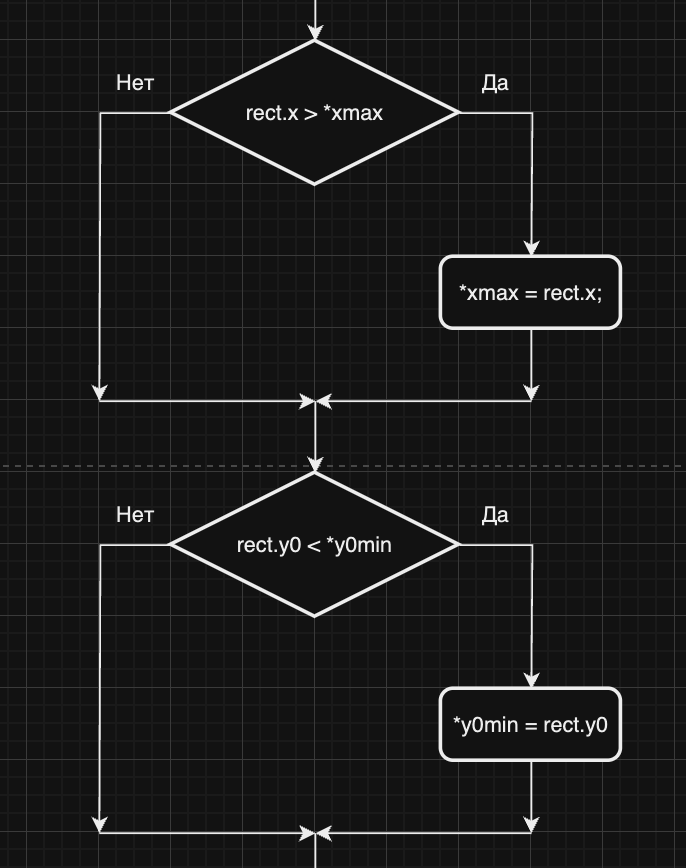 Нет
Да
rect.x > *xmax
*xmax = rect.x;
Нет
Да
rect.y0 < *y0min
*y0min = rect.y0